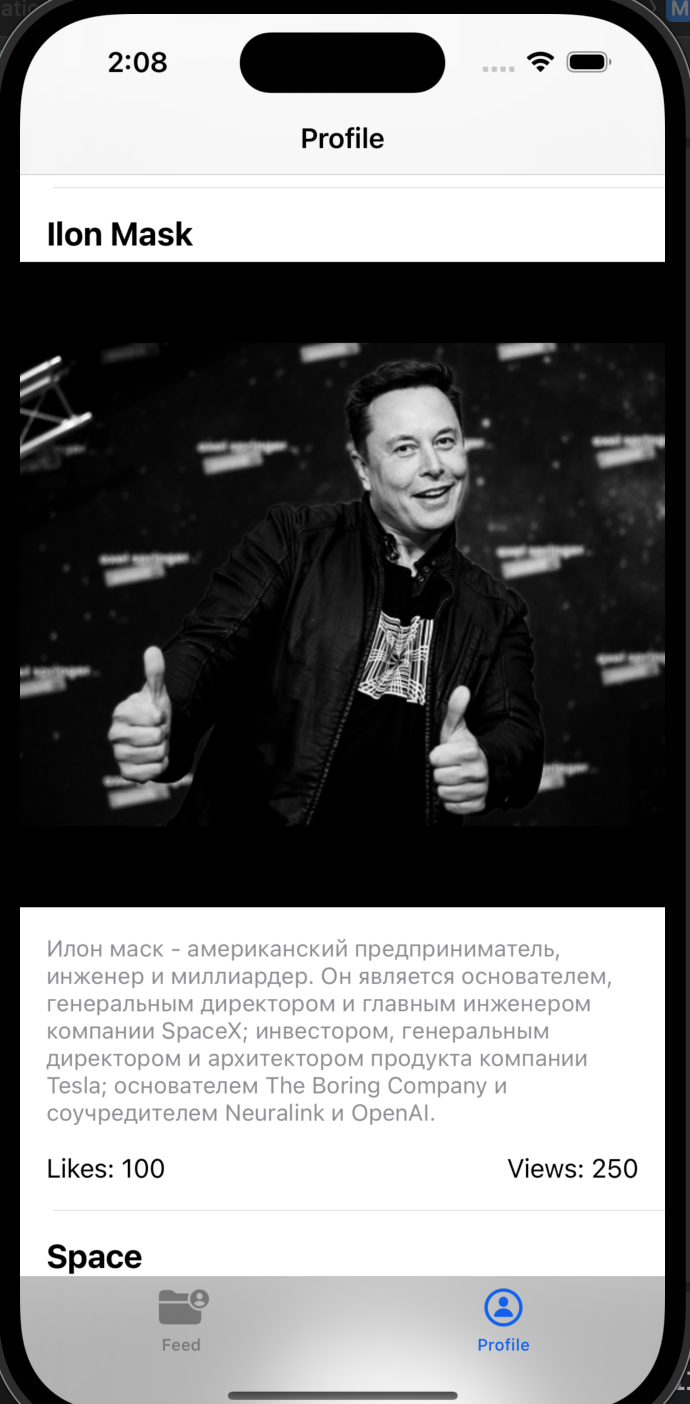 2:08
Profile
Ilon Mask
Илон маск - американский предприниматель,
инженер и миллиардер. Он является основателем,
генеральным директором и главным инженером
компании SpaceX; инвестором, генеральным
директором и архитектором продукта компании
Tesla; основателем The Boring Company и
соучредителем Neuralink и OpenAI.
Likes: 100
Views: 250
Space
Feed
Profile